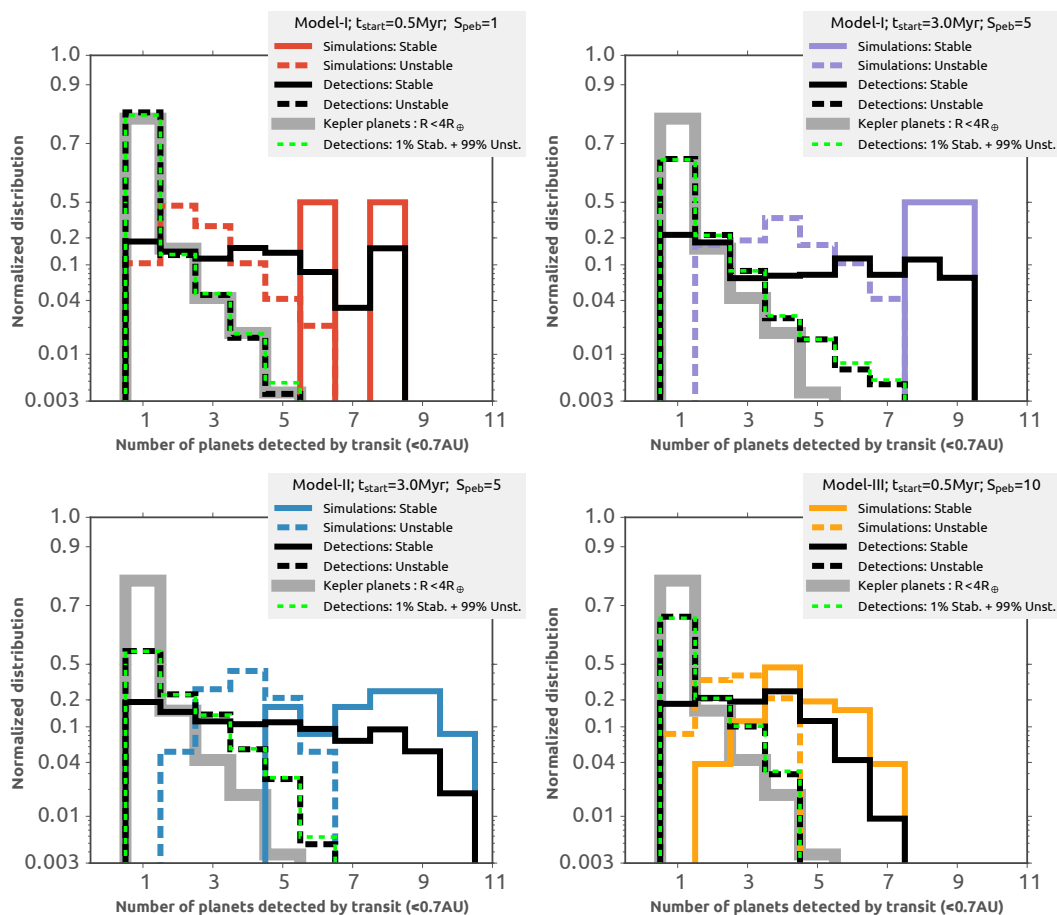 Model-I; t_start=0.5Myr; S_peb=1
Simulations: Stable
Simulations: Unstable
Detections: Stable
Detections: Unstable
Kepler planets : R<4R⊕
Detections: 1% Stab. + 99% Unst.
Normalized distribution
1.0
0.9
0.7
0.5
0.2
0.1
0.04
0.01
0.003
1 3 5 7 9 11
Number of planets detected by transit (<0.7AU)
Model-I; t_start=3.0Myr; S_peb=5
Simulations: Stable
Simulations: Unstable
Detections: Stable
Detections: Unstable
Kepler planets : R<4R⊕
Detections: 1% Stab. + 99% Unst.
Normalized distribution
1.0
0.9
0.7
0.5
0.2
0.1
0.04
0.01
0.003
1 3 5 7 9 11
Number of planets detected by transit (<0.7AU)
Model-II; t_start=3.0Myr; S_peb=5
Simulations: Stable
Simulations: Unstable
Detections: Stable
Detections: Unstable
Kepler planets : R<4R⊕
Detections: 1% Stab. + 99% Unst.
Normalized distribution
1.0
0.9
0.7
0.5
0.2
0.1
0.04
0.01
0.003
1 3 5 7 9 11
Number of planets detected by transit (<0.7AU)
Model-III; t_start=0.5Myr; S_peb=10
Simulations: Stable
Simulations: Unstable
Detections: Stable
Detections: Unstable
Kepler planets : R<4R⊕
Detections: 1% Stab. + 99% Unst.
Normalized distribution
1.0
0.9
0.7
0.5
0.2
0.1
0.04
0.01
0.003
1 3 5 7 9 11
Number of planets detected by transit (<0.7AU)